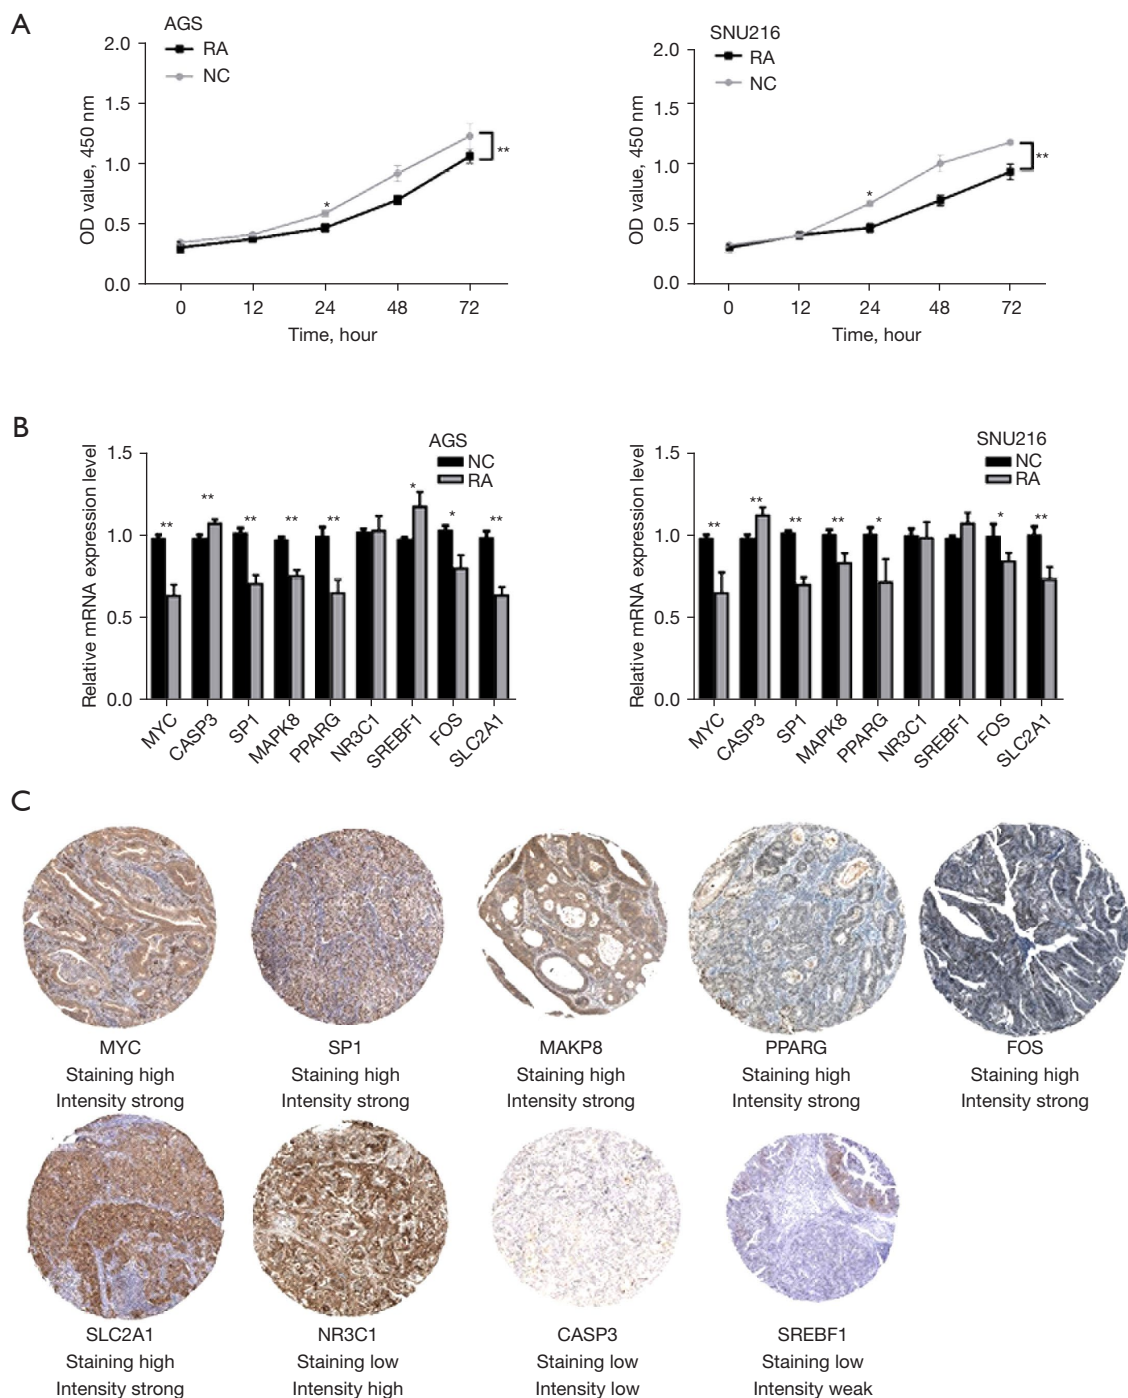 A
AGS
RA
NC
OD value, 450 nm
2.0
1.5
1.0
0.5
0.0
*
**
0 12 24 48 72
Time, hour
SNU216
RA
NC
OD value, 450 nm
2.0
1.5
1.0
0.5
0.0
*
**
0 12 24 48 72
Time, hour
B
AGS
NC
RA
Relative mRNA expression level
1.5
1.0
0.5
0.0
** ** ** ** ** * * **
MYC CASP3 SP1 MAPK8 PPARG NR3C1 SREBF1 FOS SLC2A1
SNU216
NC
RA
Relative mRNA expression level
1.5
1.0
0.5
0.0
** ** ** ** * * **
MYC CASP3 SP1 MAPK8 PPARG NR3C1 SREBF1 FOS SLC2A1
C
MYC
Staining high
Intensity strong
SP1
Staining high
Intensity strong
MAKP8
Staining high
Intensity strong
PPARG
Staining high
Intensity strong
FOS
Staining high
Intensity strong
SLC2A1
Staining high
Intensity strong
NR3C1
Staining low
Intensity high
CASP3
Staining low
Intensity low
SREBF1
Staining low
Intensity weak